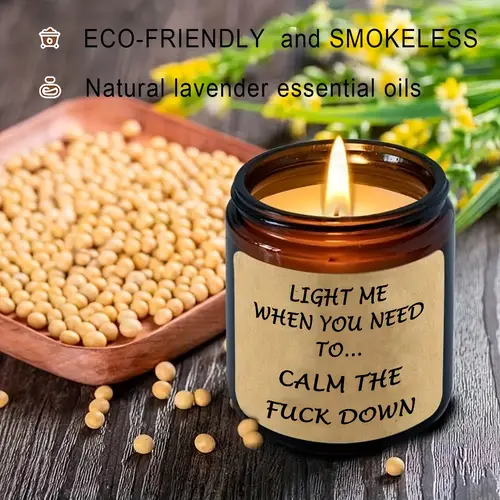 ECO-FRIENDLY and SMOKELESS
Natural lavender essential oils
LIGHT ME
WHEN YOU NEED
TO...
CALM THE
FUCK DOWN